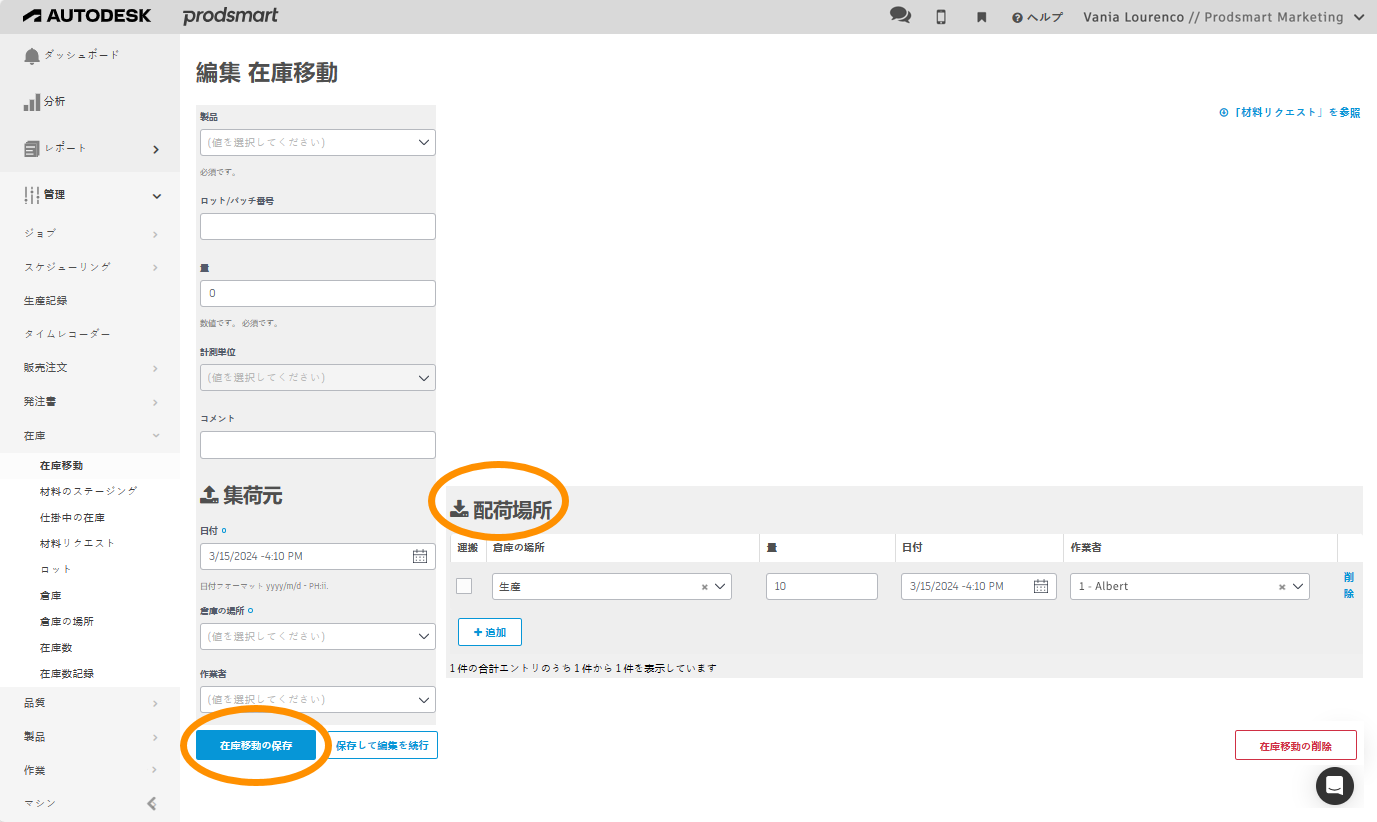 AUTODESK prodsmart
ヘルプ Vania Lourenco // Prodsmart Marketing
ダッシュボード
分析
レポート
管理
ジョブ
スケジューリング
生産記録
タイムレコーダー
販売注文
発注書
在庫
在庫移動
材料のステージング
仕掛中の在庫
材料リクエスト
ロット
倉庫
倉庫の場所
在庫数
在庫数記録
品質
製品
作業
マシン
編集 在庫移動
「材料リクエスト」を参照
製品
(値を選択してください)
必須です。
ロット/バッチ番号
量
0
数値です。 必須です。
計測単位
(値を選択してください)
コメント
集荷元
日付
3/15/2024 -4:10 PM
日付フォーマット yyyy/m/d - PH:ii.
倉庫の場所
(値を選択してください)
作業者
(値を選択してください)
在庫移動の保存 保存して編集を続行
配荷場所
運搬 倉庫の場所 量 日付 作業者
生産 10 3/15/2024 -4:10 PM 1 - Albert 削除
+ 追加
1 件の合計エントリのうち 1 件から 1 件を表示しています
在庫移動の削除